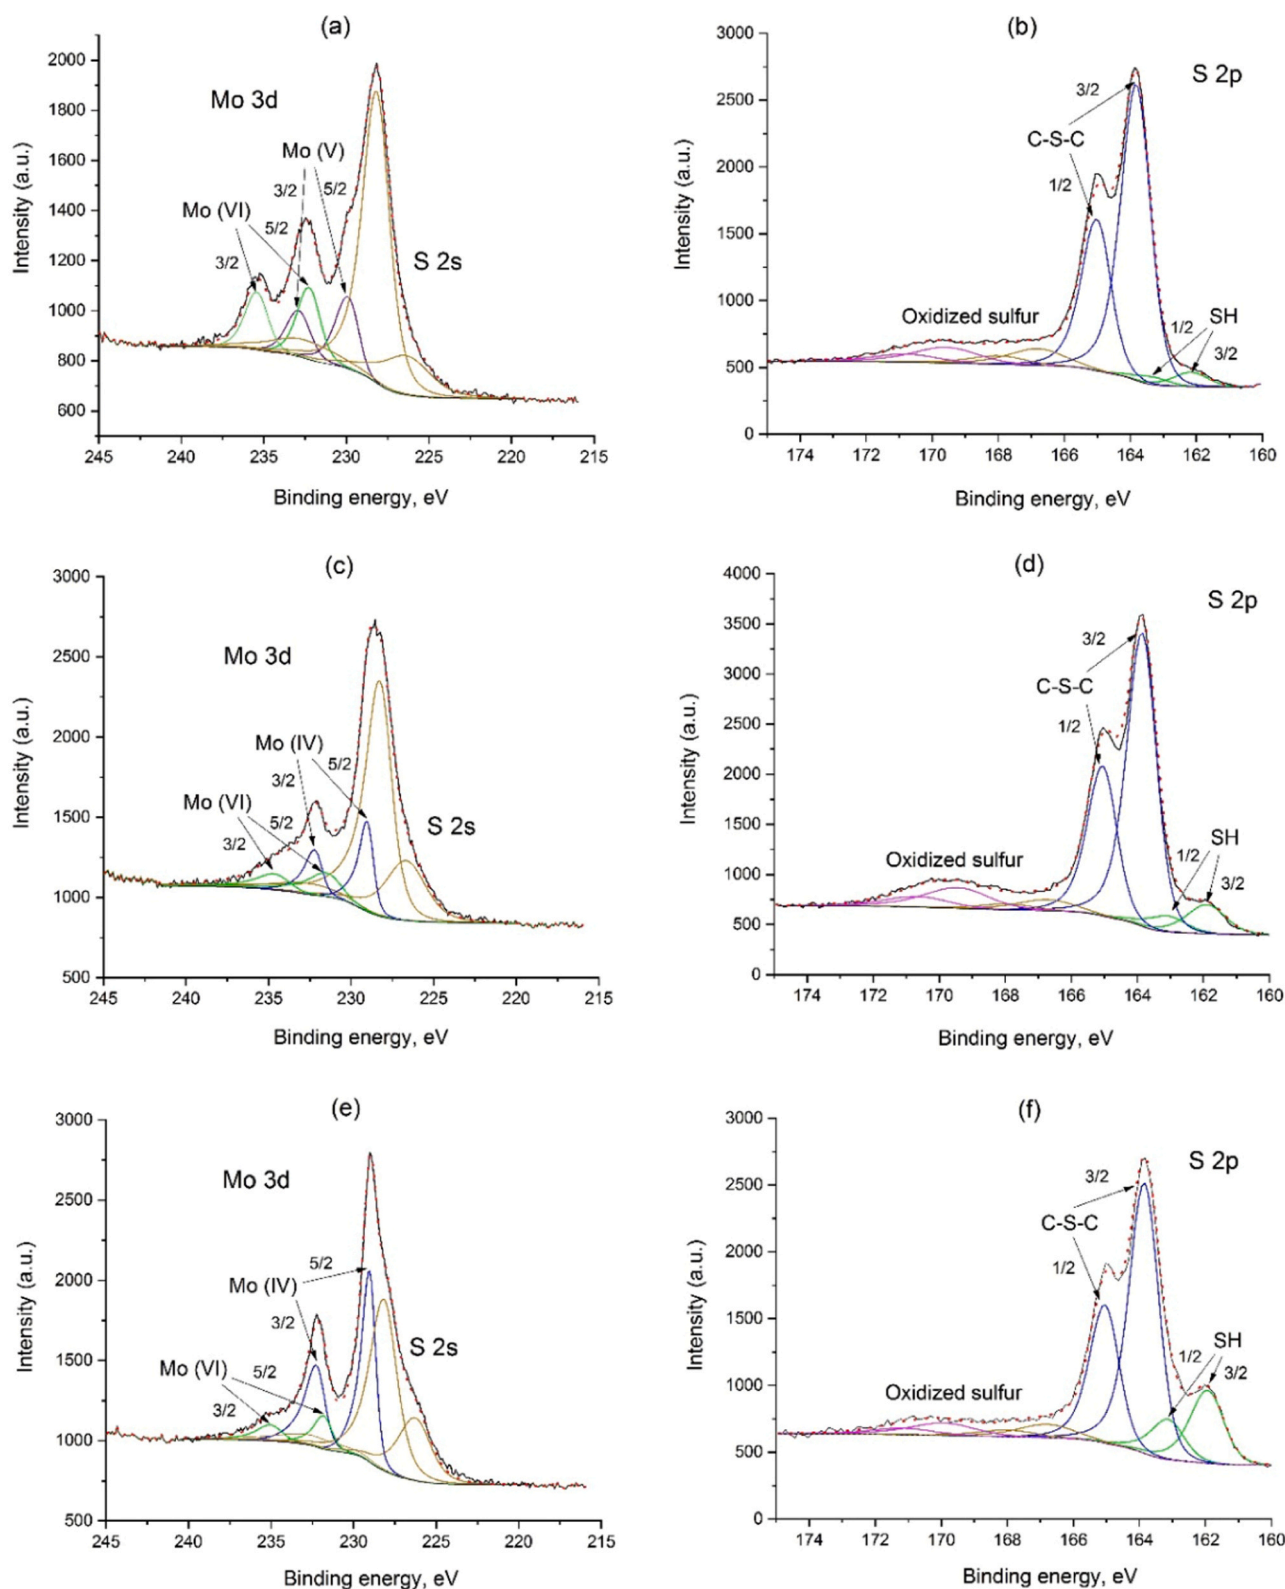 (a)
2000
1800
1600
1400
1200
1000
800
600
Intensity (a.u.)
Mo 3d
Mo (V)
3/2
5/2
Mo (VI)
5/2
3/2
S 2s
245
240
235
230
225
220
215
Binding energy, eV
(b)
3000
2500
2000
1500
1000
500
0
Intensity (a.u.)
S 2p
3/2
C-S-C
1/2
Oxidized sulfur
1/2
SH
3/2
174
172
170
168
166
164
162
160
Binding energy, eV
(c)
3000
2500
2000
1500
1000
500
Intensity (a.u.)
Mo 3d
Mo (IV)
5/2
3/2
Mo (VI)
5/2
3/2
S 2s
245
240
235
230
225
220
215
Binding energy, eV
(d)
4000
3500
3000
2500
2000
1500
1000
500
0
Intensity (a.u.)
S 2p
3/2
C-S-C
1/2
Oxidized sulfur
SH
1/2
3/2
174
172
170
168
166
164
162
160
Binding energy, eV
(e)
3000
2500
2000
1500
1000
500
Intensity (a.u.)
Mo 3d
5/2
Mo (IV)
3/2
S 2s
Mo (VI)
5/2
3/2
245
240
235
230
225
220
215
Binding energy, eV
(f)
3000
2500
2000
1500
1000
500
0
Intensity (a.u.)
S 2p
3/2
C-S-C
1/2
Oxidized sulfur
SH
1/2
3/2
174
172
170
168
166
164
162
160
Binding energy, eV